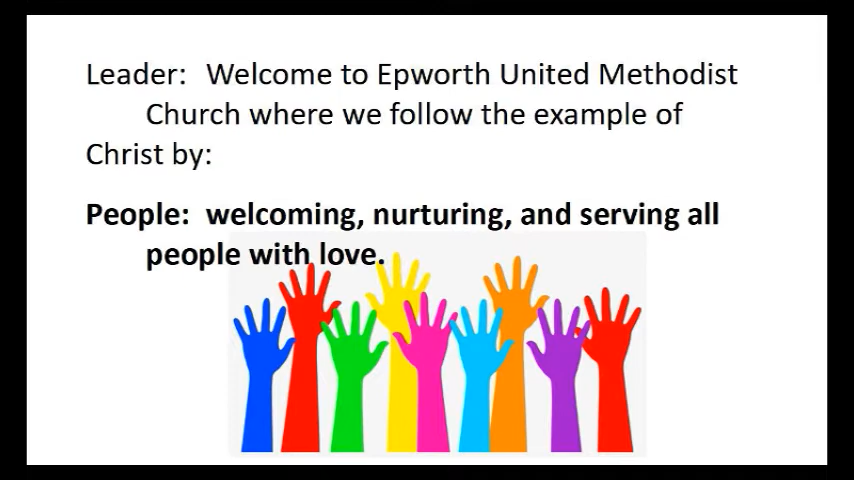 Leader: Welcome to Epworth United Methodist
Church where we follow the example of
Christ by:
People: welcoming, nurturing, and serving all
people with love.